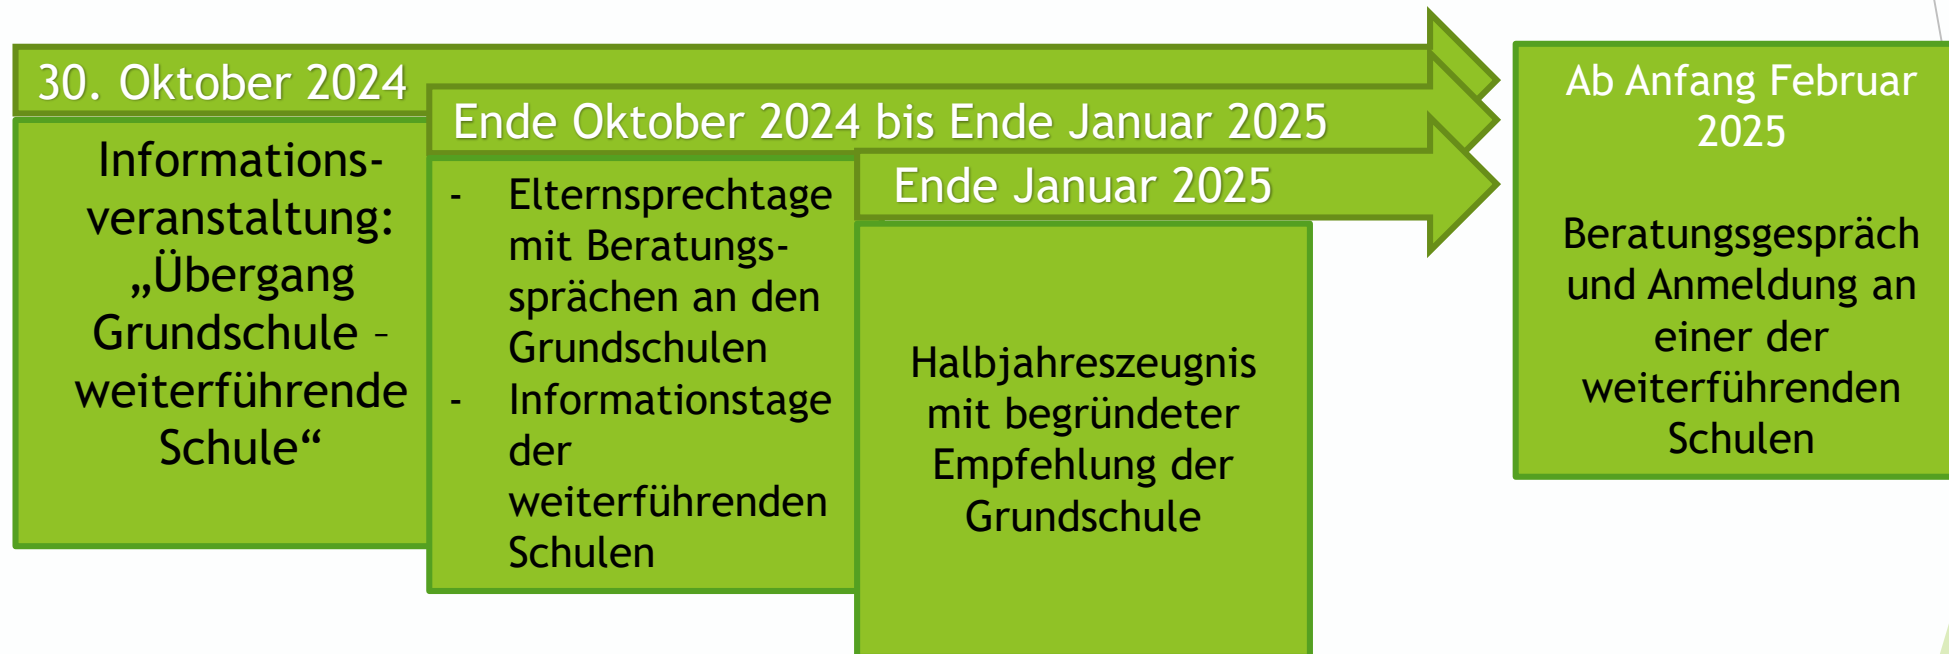 30. Oktober 2024
Informations-
veranstaltung:
„Übergang
Grundschule –
weiterführende
Schule“
Ende Oktober 2024 bis Ende Januar 2025
- Elternsprechtage
mit Beratungs-
sprächen an den
Grundschulen
- Informationstage
der
weiterführenden
Schulen
Ende Januar 2025
Halbjahreszeugnis
mit begründeter
Empfehlung der
Grundschule
Ab Anfang Februar
2025
Beratungsgespräch
und Anmeldung an
einer der
weiterführenden
Schulen